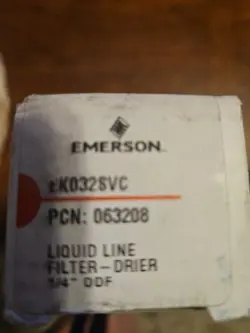 EMERSON
EK032SVC
PCN: 063208
LIQUID LINE
FILTER-DRIER
1/4" ODF